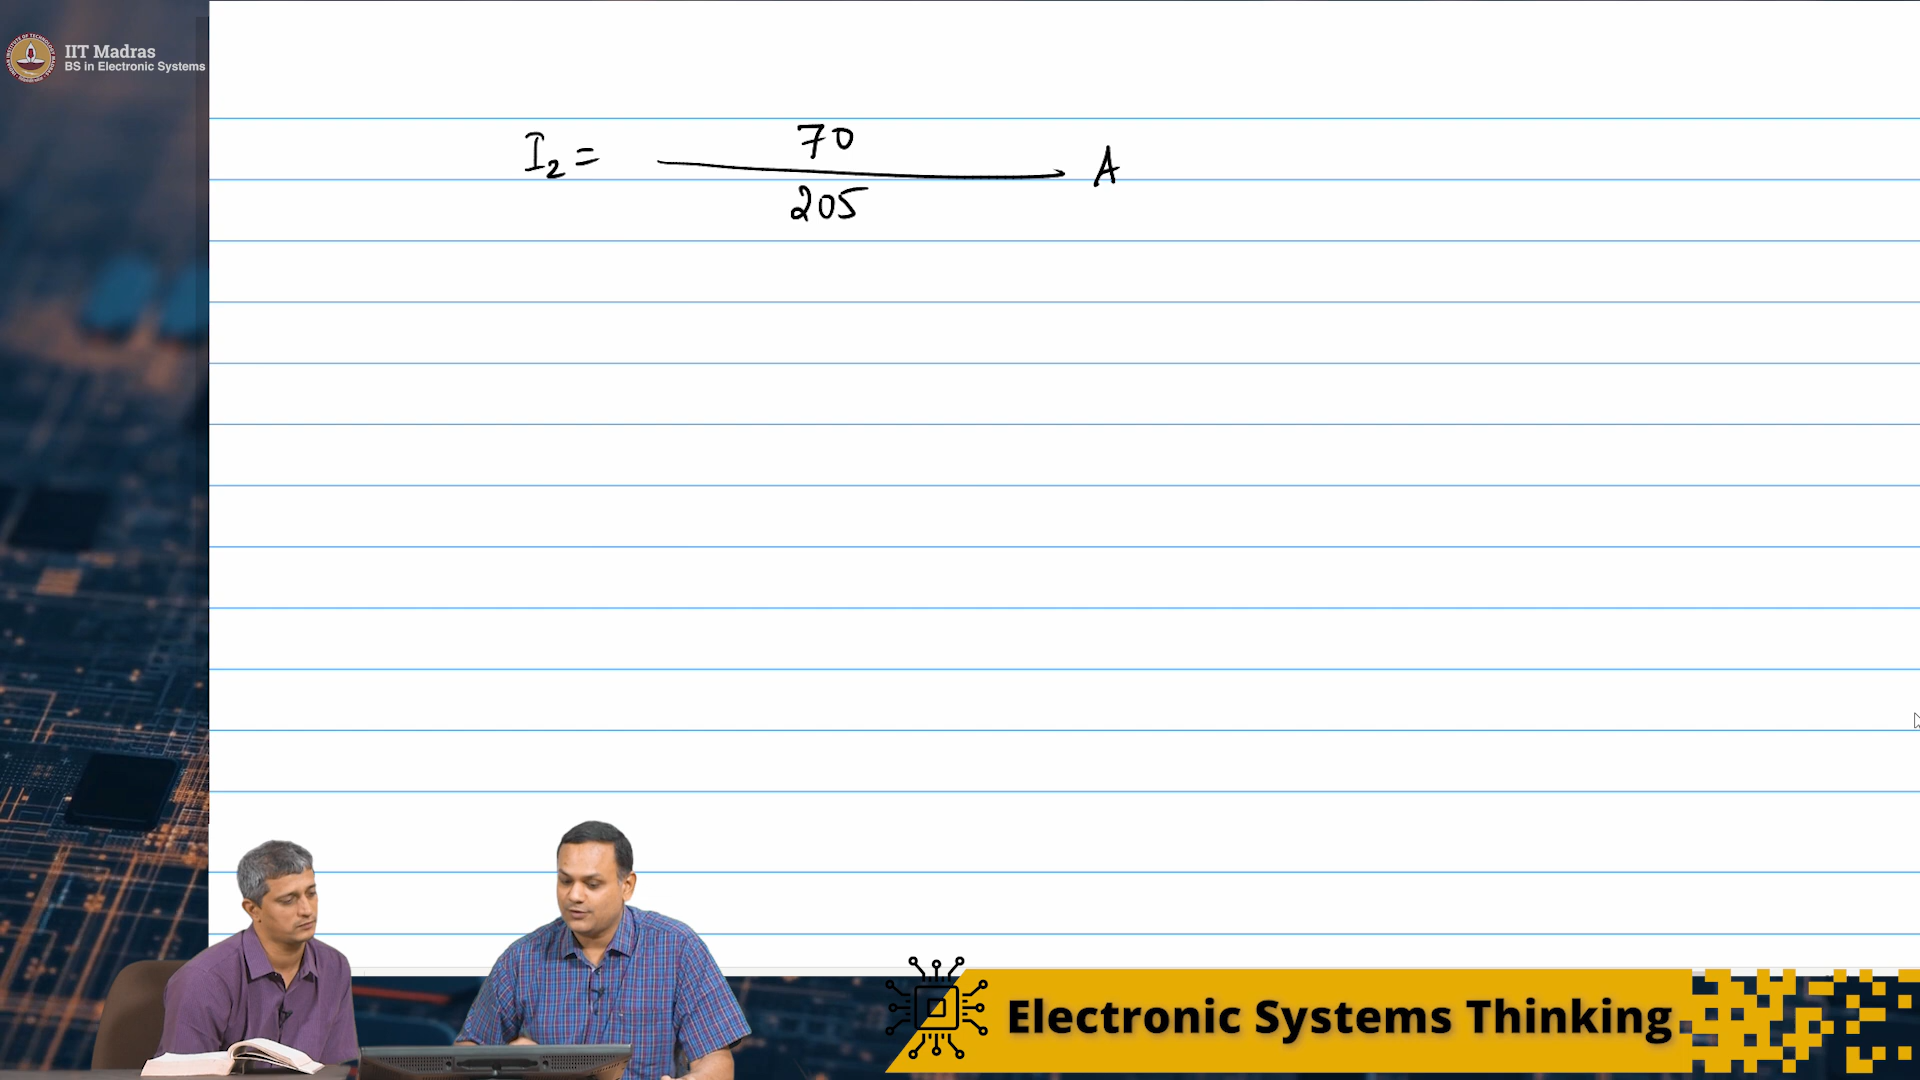 IIT Madras
BS in Electronic Systems
I₂ = 70 / 205 A
Electronic Systems Thinking